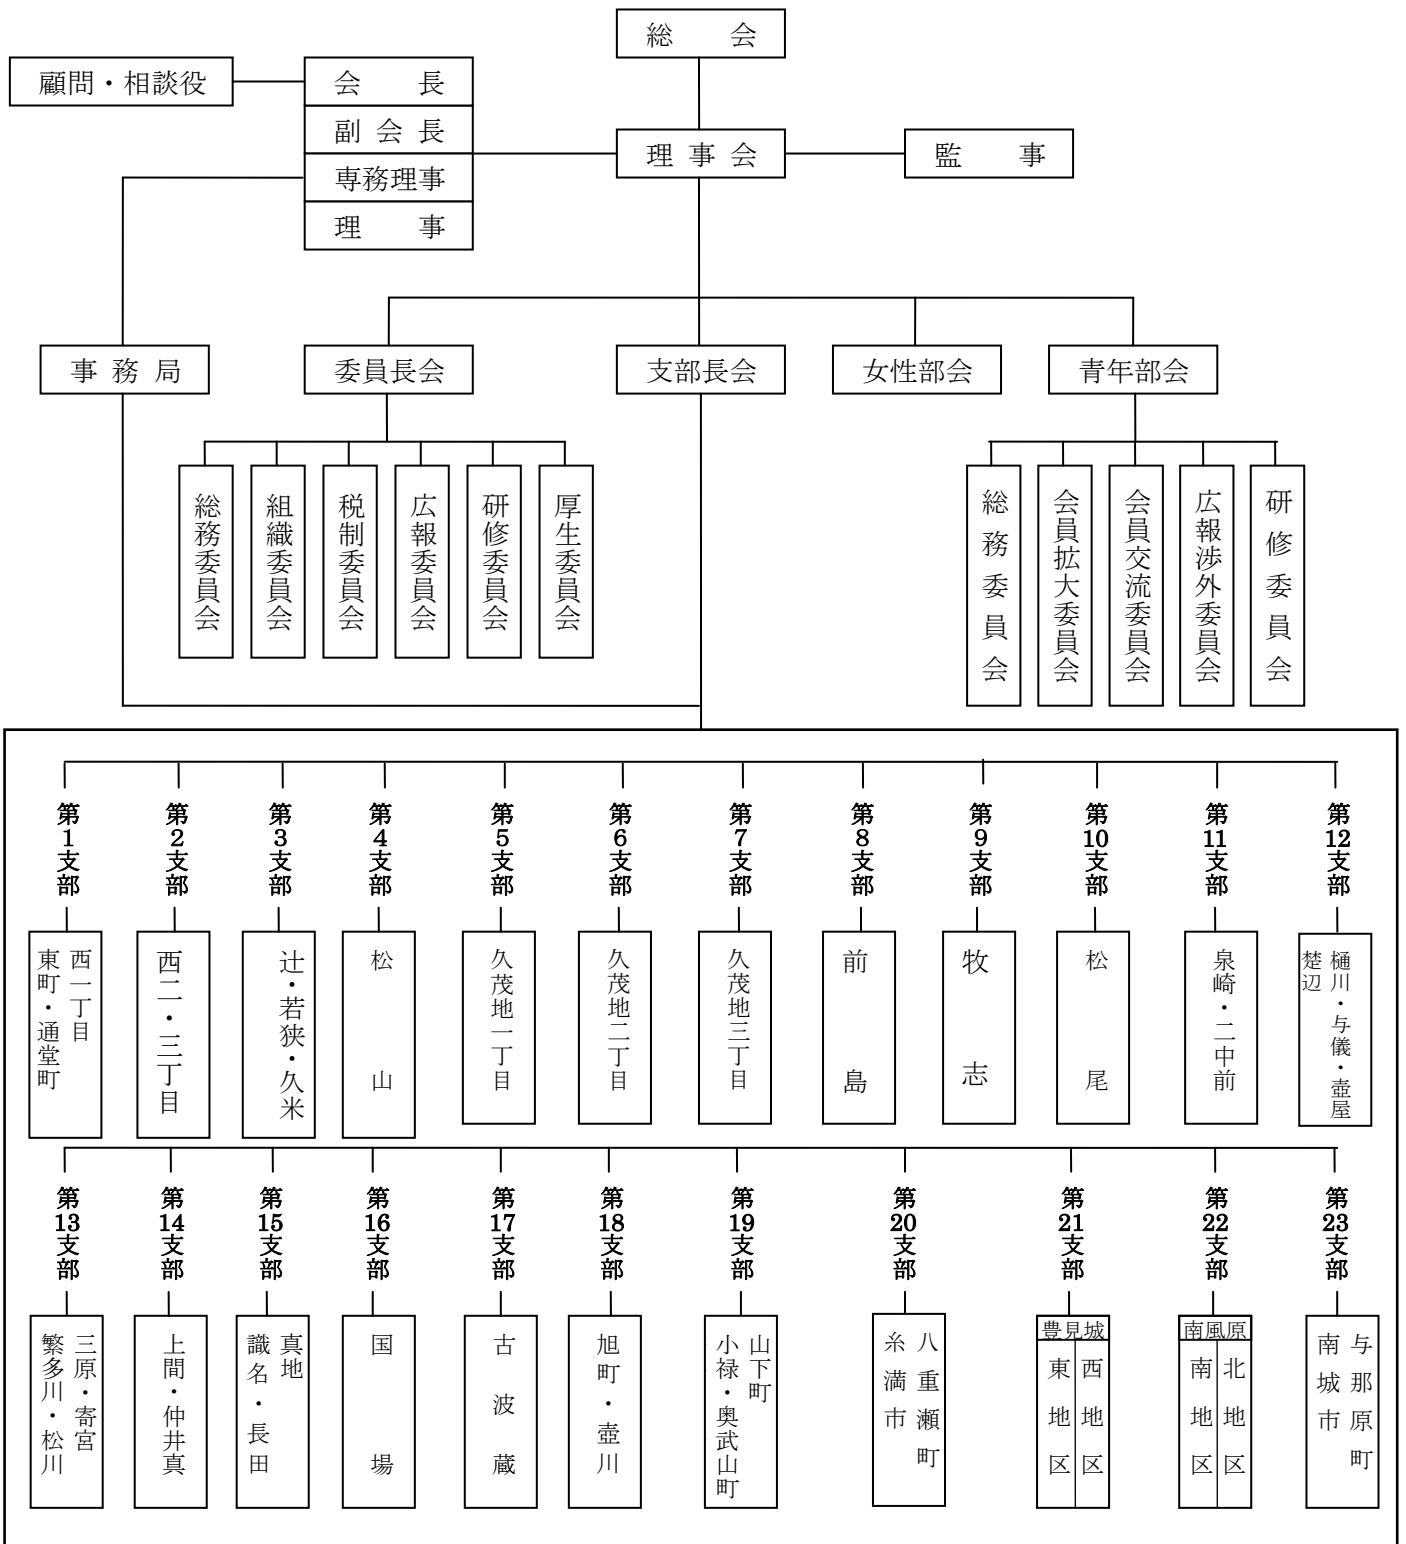 総会
顧問・相談役
会長
副会長
専務理事
理事
理事会
監事
事務局
委員長会
支部長会
女性部会
青年部会
総務委員会
組織委員会
税制委員会
広報委員会
研修委員会
厚生委員会
総務委員会
会員拡大委員会
会員交流委員会
広報渉外委員会
研修委員会
第1支部
第2支部
第3支部
第4支部
第5支部
第6支部
第7支部
第8支部
第9支部
第10支部
第11支部
第12支部
西一丁目
東町・通堂町
西二・三丁目
辻・若狭・久米
松山
久茂地一丁目
久茂地二丁目
久茂地三丁目
前島
牧志
松尾
泉崎・二中前
樋川・与儀・壺屋
楚辺
第13支部
第14支部
第15支部
第16支部
第17支部
第18支部
第19支部
第20支部
第21支部
第22支部
第23支部
三原・寄宮
繁多川・松川
上間・仲井真
真地
識名・長田
国場
古波蔵
旭町・壺川
山下町
小禄・奥武山町
八重瀬町
糸満市
豊見城
西地区
東地区
南風原
北地区
南地区
与那原町
南城市